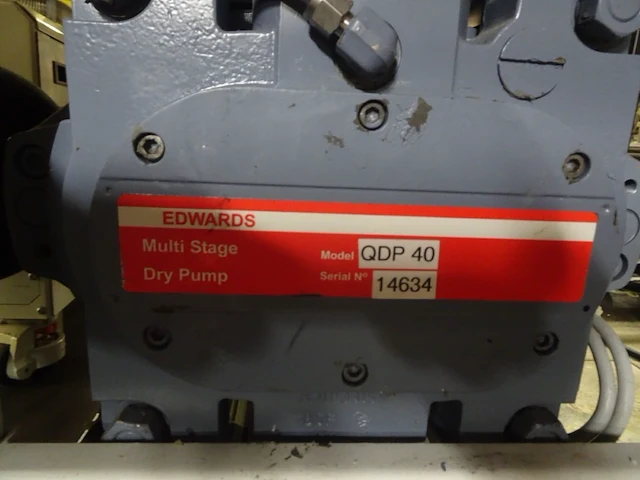 EDWARDS
Multi Stage
Dry Pump
Model QDP 40
Serial Nº 14634